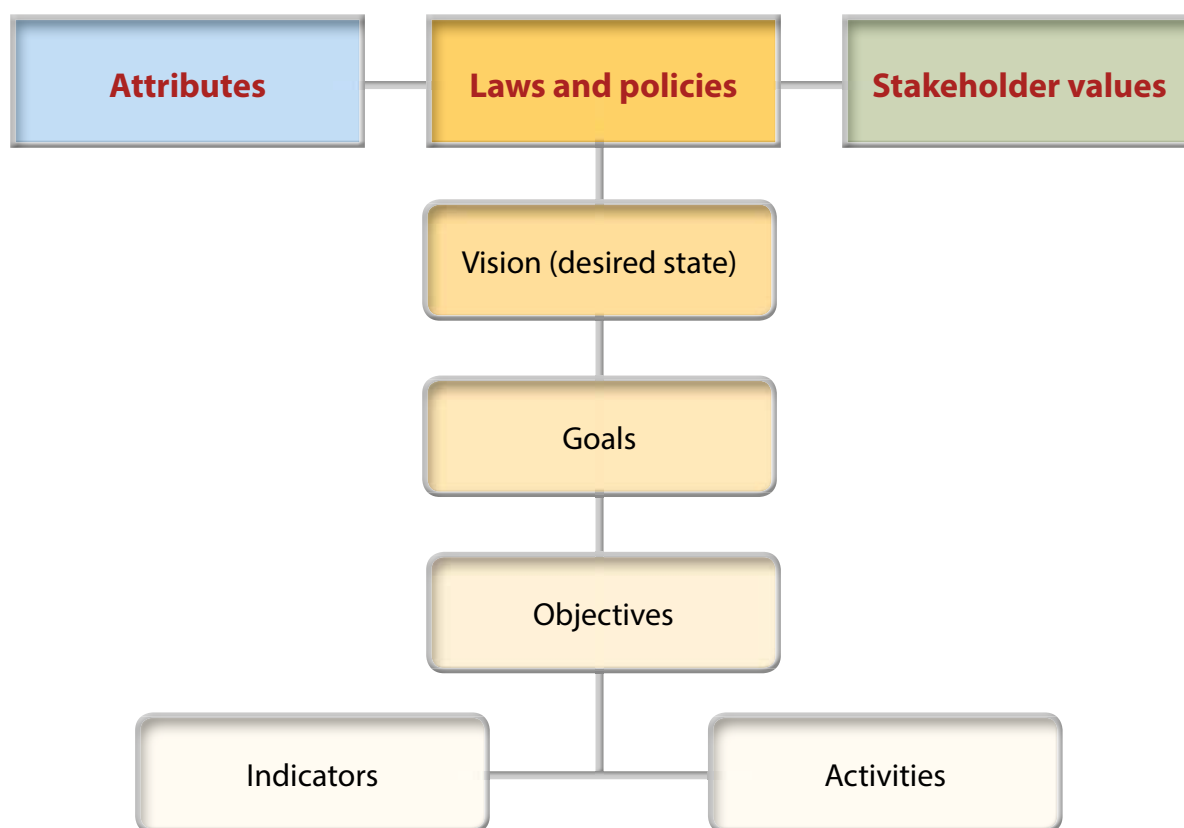 Attributes
Laws and policies
Stakeholder values
Vision (desired state)
Goals
Objectives
Indicators
Activities